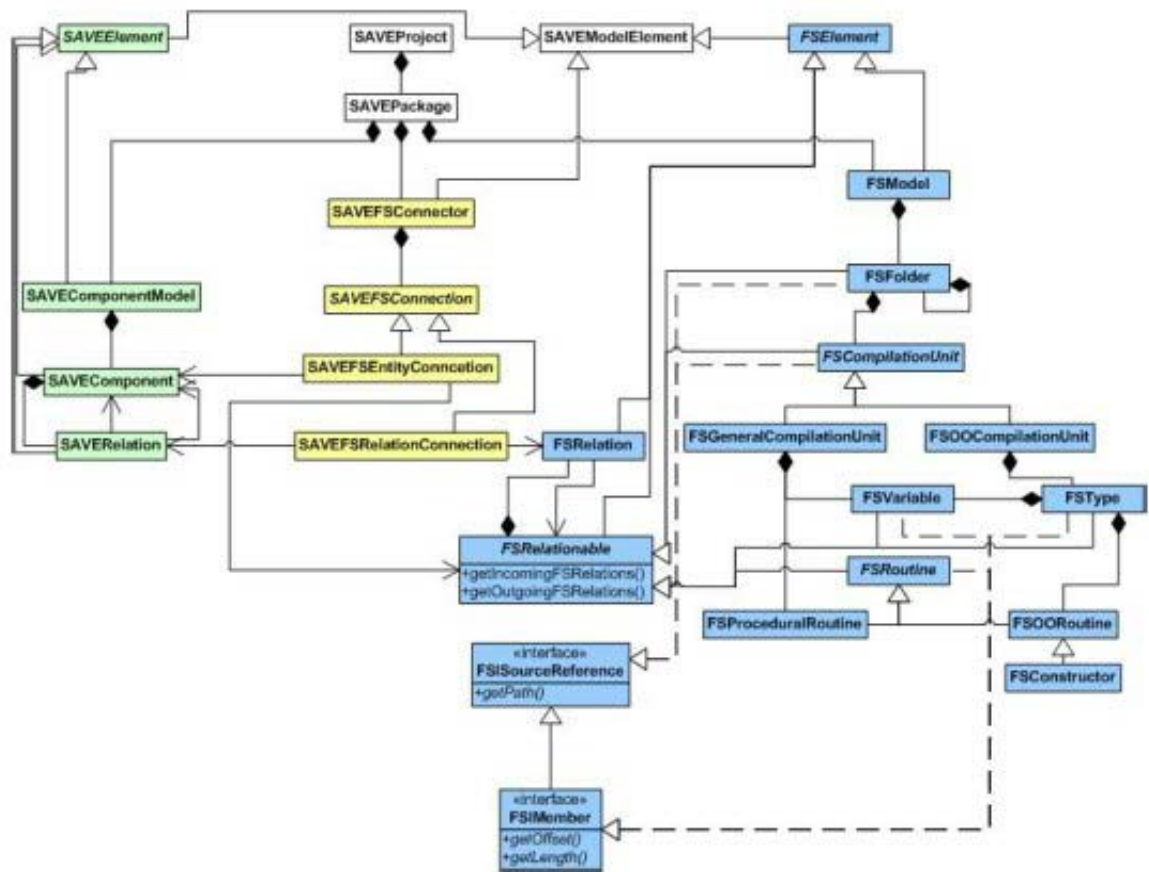 SAVEElement
SAVEProject
SAVEModelElement
FSElement
SAVEPackage
FSModel
SAVEFSConnector
FSFolder
SAVEComponentModel
SAVEFSConnection
FSCompilationUnit
SAVEFSEntityConncetion
SAVEComponent
SAVERelation
SAVEFSRelationConnection
FSRelation
FSGeneralCompilationUnit
FSOOCompilationUnit
FSVariable
FSType
FSRelationable
+getIncomingFSRelations()
+getOutgoingFSRelations()
FSRoutine
FSProceduralRoutine
FSOORoutine
«interface»
FSISourceReference
+getPath()
FSConstructor
«interface»
FSIMember
+getOffset()
+getLength()